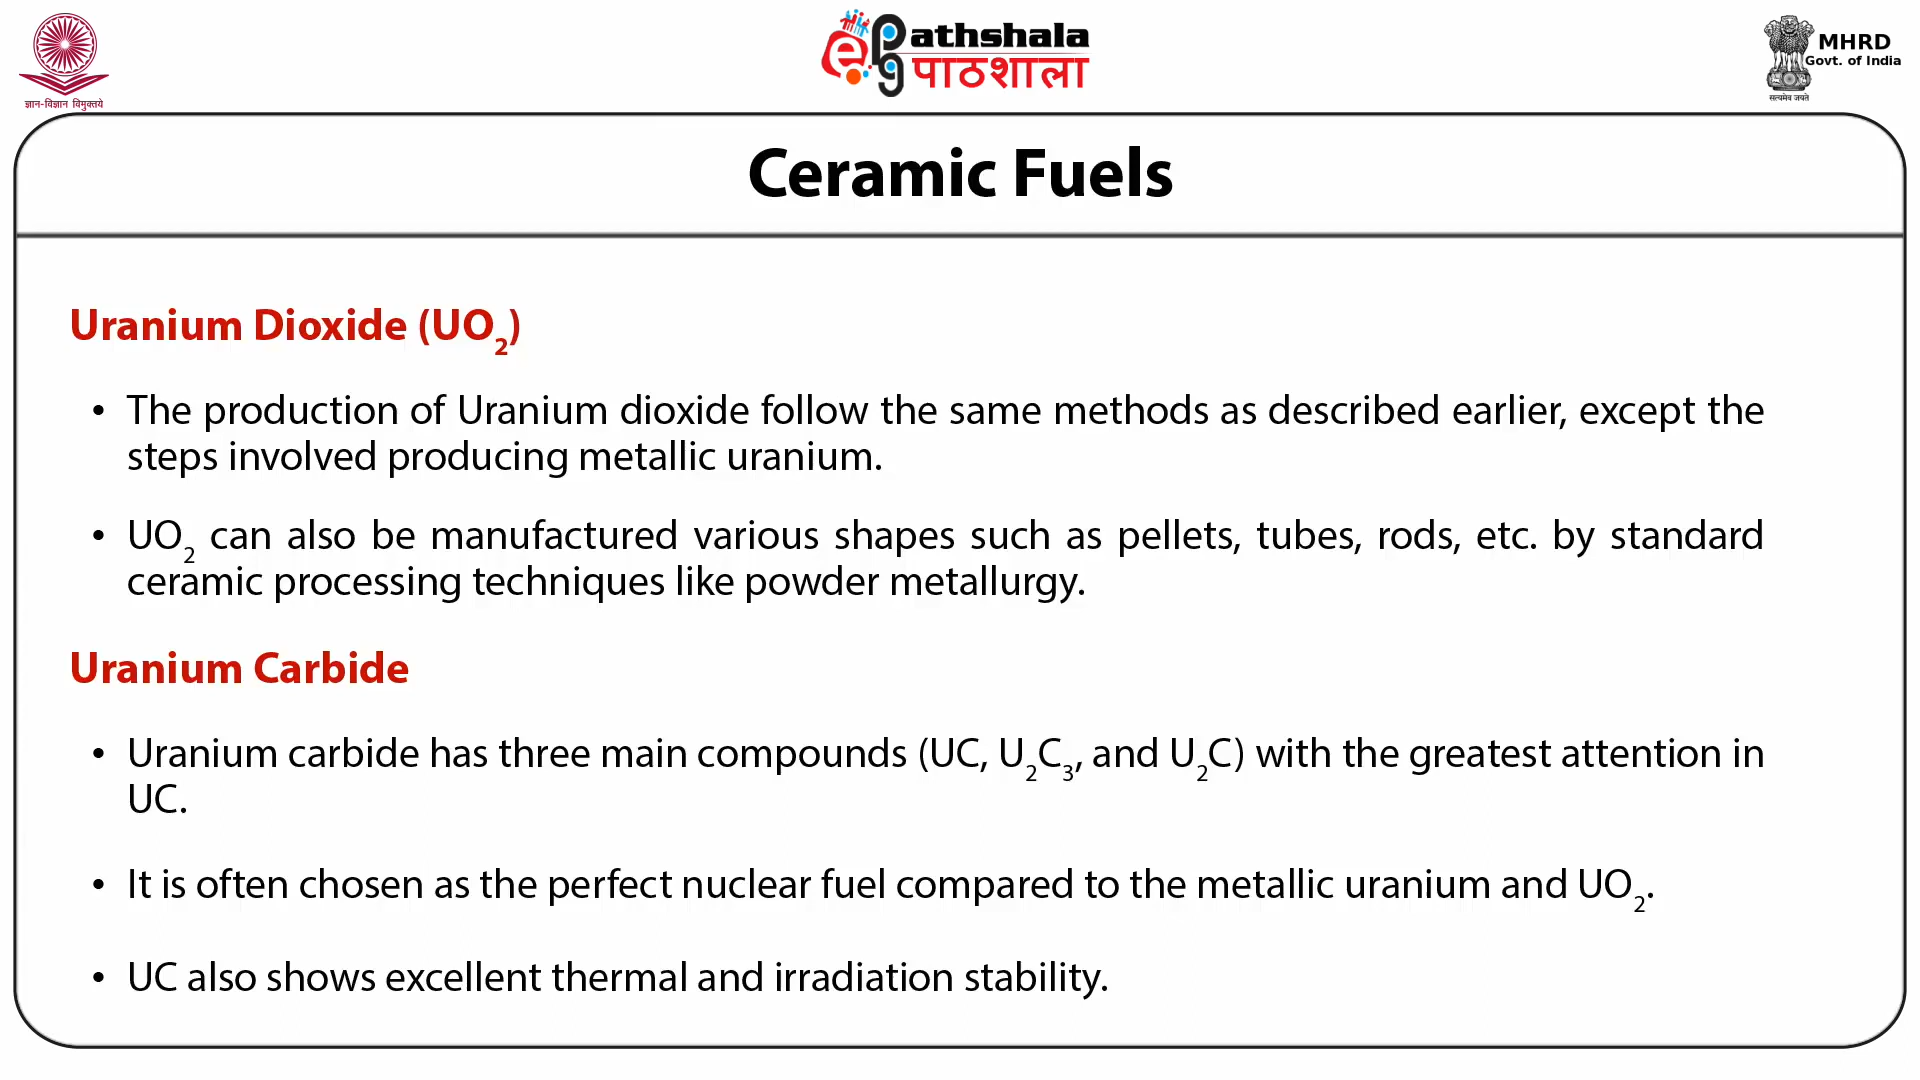 ज्ञान-विज्ञान विमुक्तये
ePathshala
पाठशाला
MHRD
Govt. of India
सत्यमेव जयते
Ceramic Fuels
Uranium Dioxide (UO₂)
• The production of Uranium dioxide follow the same methods as described earlier, except the
steps involved producing metallic uranium.
• UO₂ can also be manufactured various shapes such as pellets, tubes, rods, etc. by standard
ceramic processing techniques like powder metallurgy.
Uranium Carbide
• Uranium carbide has three main compounds (UC, U₂C₃, and U₂C) with the greatest attention in
UC.
• It is often chosen as the perfect nuclear fuel compared to the metallic uranium and UO₂.
• UC also shows excellent thermal and irradiation stability.